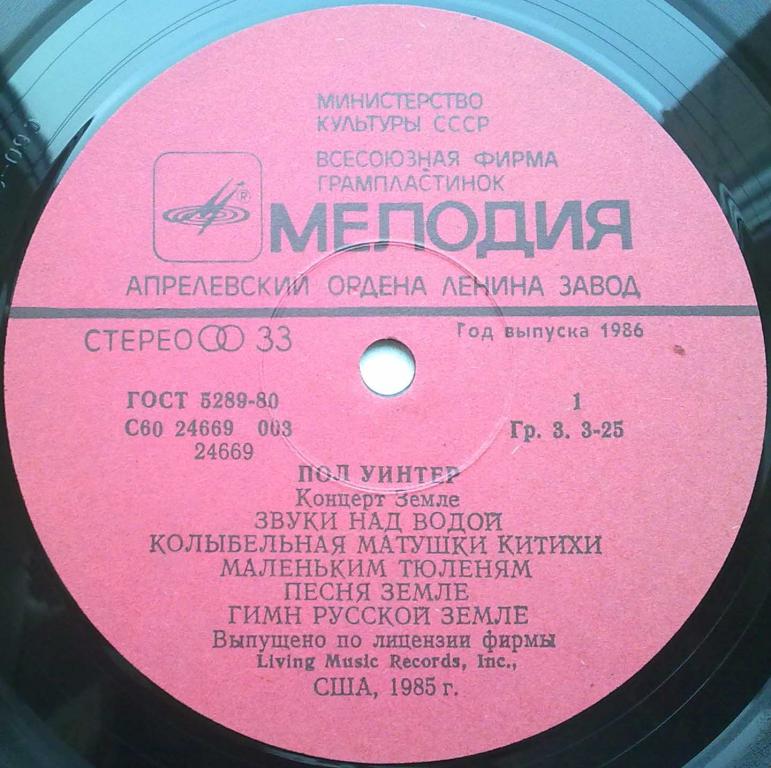 МИНИСТЕРСТВО
КУЛЬТУРЫ СССР
ВСЕСОЮЗНАЯ ФИРМА
ГРАМПЛАСТИНОК
®
МЕЛОДИЯ
АПРЕЛЕВСКИЙ ОРДЕНА ЛЕНИНА ЗАВОД
СТЕРЕО 33
Год выпуска 1986
ГОСТ 5289-80
1
С60 24669 003
Гр. 3. 3-25
24669
ПОЛ УИНТЕР
Концерт Земле
ЗВУКИ НАД ВОДОЙ
КОЛЫБЕЛЬНАЯ МАТУШКИ КИТИХИ
МАЛЕНЬКИМ ТЮЛЕНЯМ
ПЕСНЯ ЗЕМЛЕ
ГИМН РУССКОЙ ЗЕМЛЕ
Выпущено по лицензии фирмы
Living Music Records, Inc.,
США, 1985 г.